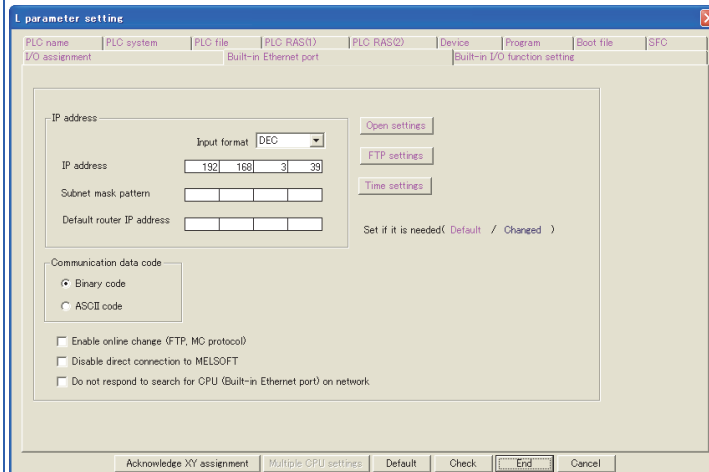 L parameter setting
PLC name PLC system PLC file PLC RAS(1) PLC RAS(2) Device Program Boot file SFC
I/O assignment Built-in Ethernet port Built-in I/O function setting
IP address
Input format DEC
IP address 192 168 3 39
Subnet mask pattern
Default router IP address
Open settings
FTP settings
Time settings
Set if it is needed( Default / Changed )
Communication data code
Binary code
ASCII code
Enable online change (FTP, MC protocol)
Disable direct connection to MELSOFT
Do not respond to search for CPU (Built-in Ethernet port) on network
Acknowledge XY assignment Multiple CPU settings Default Check End Cancel